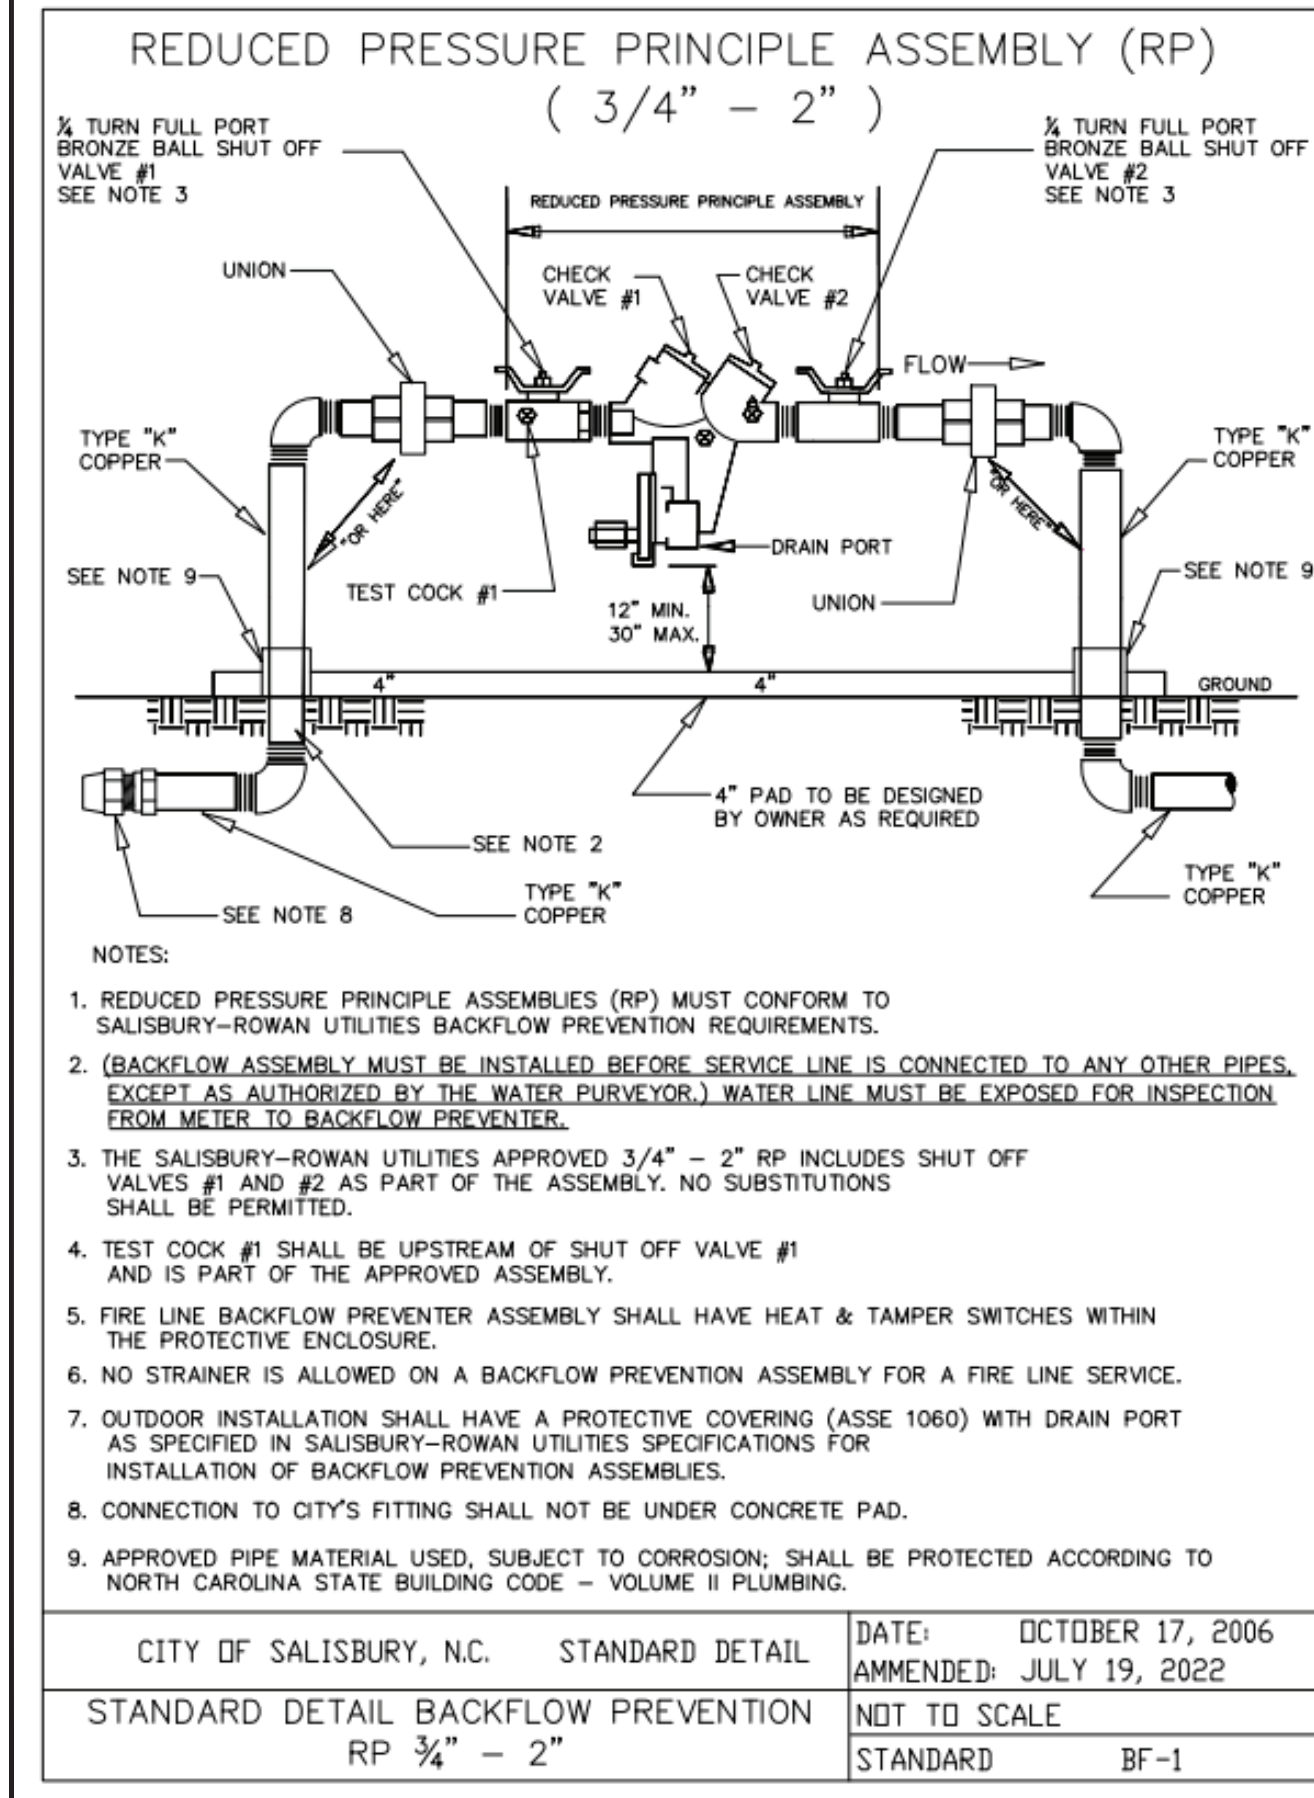 REDUCED PRESSURE PRINCIPLE ASSEMBLY (RP)
( 3/4" – 2" )
¼ TURN FULL PORT
BRONZE BALL SHUT OFF
VALVE #1
SEE NOTE 3
¼ TURN FULL PORT
BRONZE BALL SHUT OFF
VALVE #2
SEE NOTE 3
REDUCED PRESSURE PRINCIPLE ASSEMBLY
UNION
CHECK
VALVE #1
CHECK
VALVE #2
FLOW
TYPE "K"
COPPER
TYPE "K"
COPPER
"OR HERE"
"OR HERE"
DRAIN PORT
SEE NOTE 9
TEST COCK #1
12" MIN.
30" MAX.
UNION
SEE NOTE 9
4"
4"
GROUND
4" PAD TO BE DESIGNED
BY OWNER AS REQUIRED
SEE NOTE 2
TYPE "K"
COPPER
SEE NOTE 8
TYPE "K"
COPPER
NOTES:
1. REDUCED PRESSURE PRINCIPLE ASSEMBLIES (RP) MUST CONFORM TO
SALISBURY–ROWAN UTILITIES BACKFLOW PREVENTION REQUIREMENTS.
2. (BACKFLOW ASSEMBLY MUST BE INSTALLED BEFORE SERVICE LINE IS CONNECTED TO ANY OTHER PIPES,
EXCEPT AS AUTHORIZED BY THE WATER PURVEYOR.) WATER LINE MUST BE EXPOSED FOR INSPECTION
FROM METER TO BACKFLOW PREVENTER.
3. THE SALISBURY–ROWAN UTILITIES APPROVED 3/4" – 2" RP INCLUDES SHUT OFF
VALVES #1 AND #2 AS PART OF THE ASSEMBLY. NO SUBSTITUTIONS
SHALL BE PERMITTED.
4. TEST COCK #1 SHALL BE UPSTREAM OF SHUT OFF VALVE #1
AND IS PART OF THE APPROVED ASSEMBLY.
5. FIRE LINE BACKFLOW PREVENTER ASSEMBLY SHALL HAVE HEAT & TAMPER SWITCHES WITHIN
THE PROTECTIVE ENCLOSURE.
6. NO STRAINER IS ALLOWED ON A BACKFLOW PREVENTION ASSEMBLY FOR A FIRE LINE SERVICE.
7. OUTDOOR INSTALLATION SHALL HAVE A PROTECTIVE COVERING (ASSE 1060) WITH DRAIN PORT
AS SPECIFIED IN SALISBURY–ROWAN UTILITIES SPECIFICATIONS FOR
INSTALLATION OF BACKFLOW PREVENTION ASSEMBLIES.
8. CONNECTION TO CITY'S FITTING SHALL NOT BE UNDER CONCRETE PAD.
9. APPROVED PIPE MATERIAL USED, SUBJECT TO CORROSION; SHALL BE PROTECTED ACCORDING TO
NORTH CAROLINA STATE BUILDING CODE – VOLUME II PLUMBING.
CITY OF SALISBURY, N.C. STANDARD DETAIL
DATE: OCTOBER 17, 2006
AMMENDED: JULY 19, 2022
STANDARD DETAIL BACKFLOW PREVENTION
RP ¾" – 2"
NOT TO SCALE
STANDARD BF-1